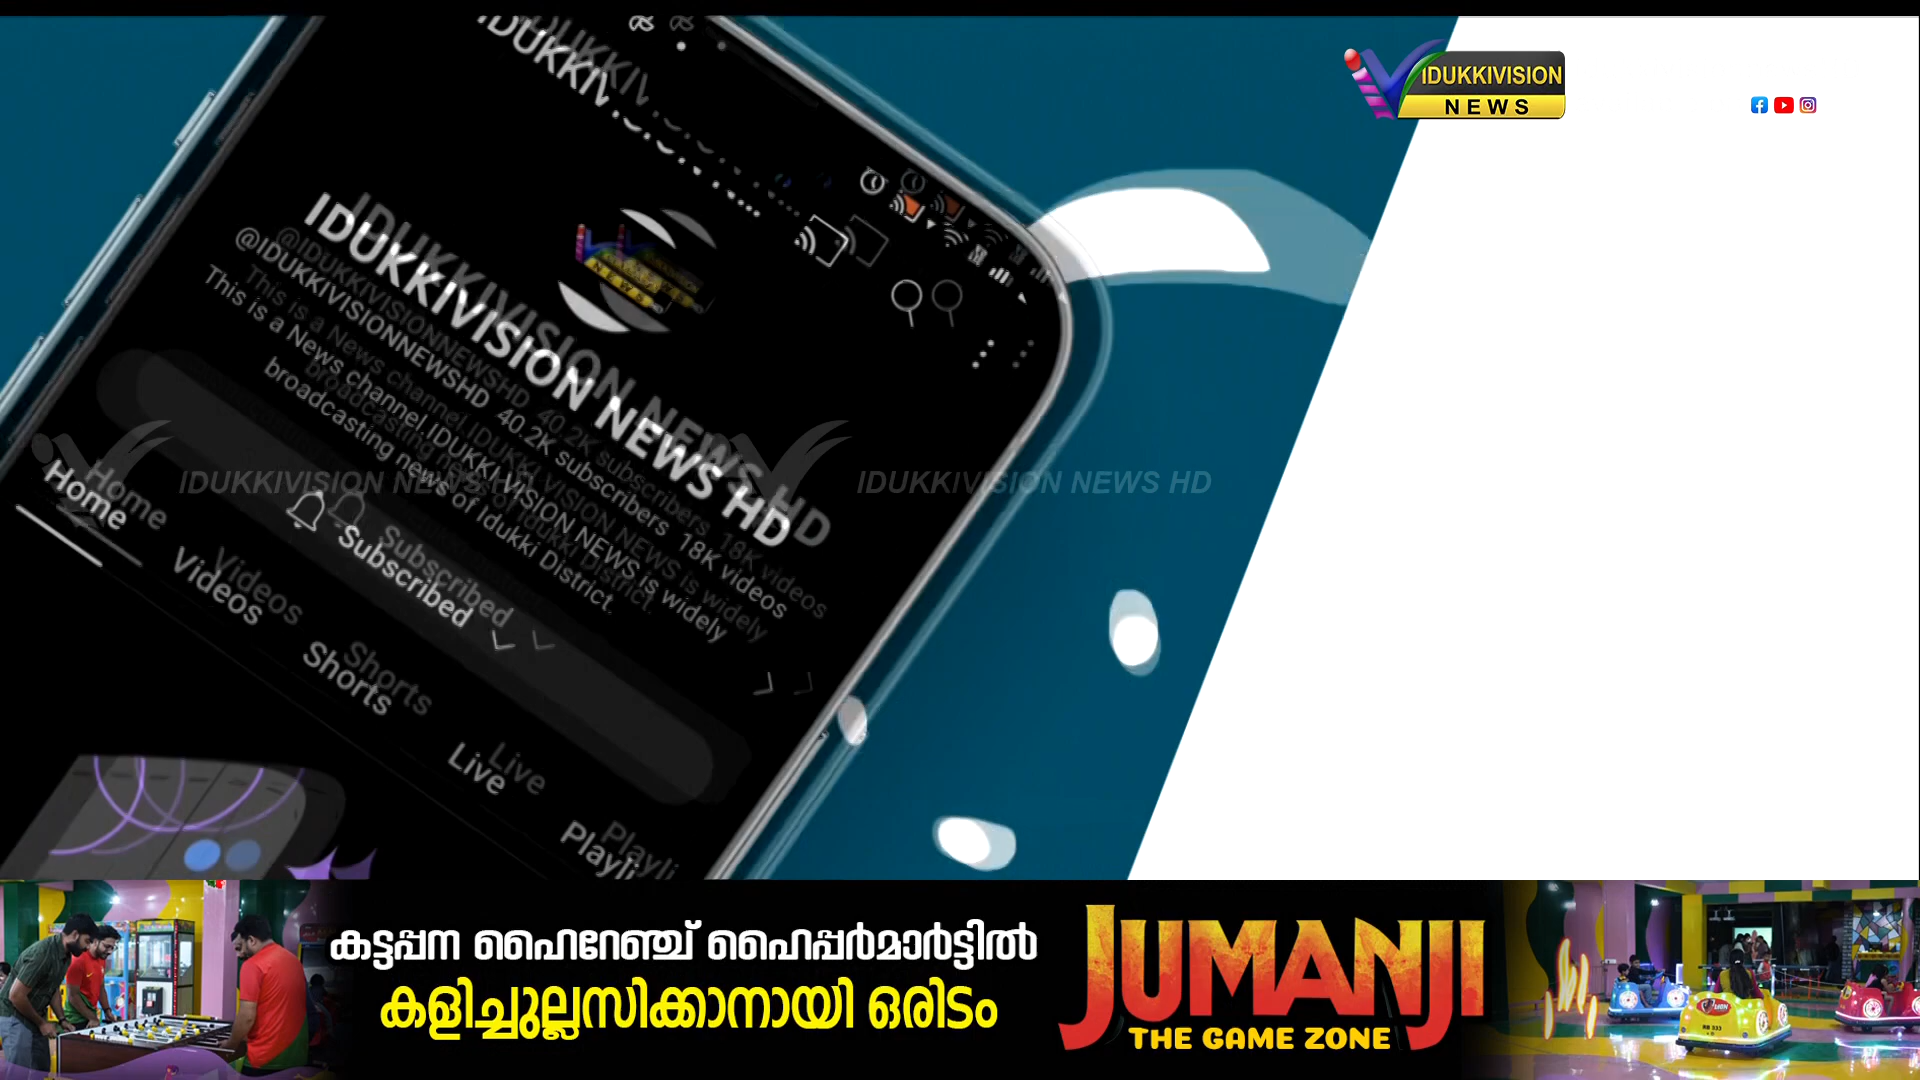 IDUKKIVISION
NEWS
IDUKKIV
IDUKKIVISION NEWS HD
@IDUKKIVISIONNEWSHD 40.2K subscribers 18K videos
This is a News channel.IDUKKI VISION NEWS is widely
broadcasting news of idukki District.
Subscribed
Home
Videos
Shorts
Live
Playli
IDUKKIVISION NEWS HD
IDUKKIVISION NEWS HD
കട്ടപ്പന ഹൈറേഞ്ച് ഹൈപ്പർമാർട്ടിൽ
കളിച്ചുല്ലസിക്കാനായി ഒരിടം
JUMANJI
THE GAME ZONE